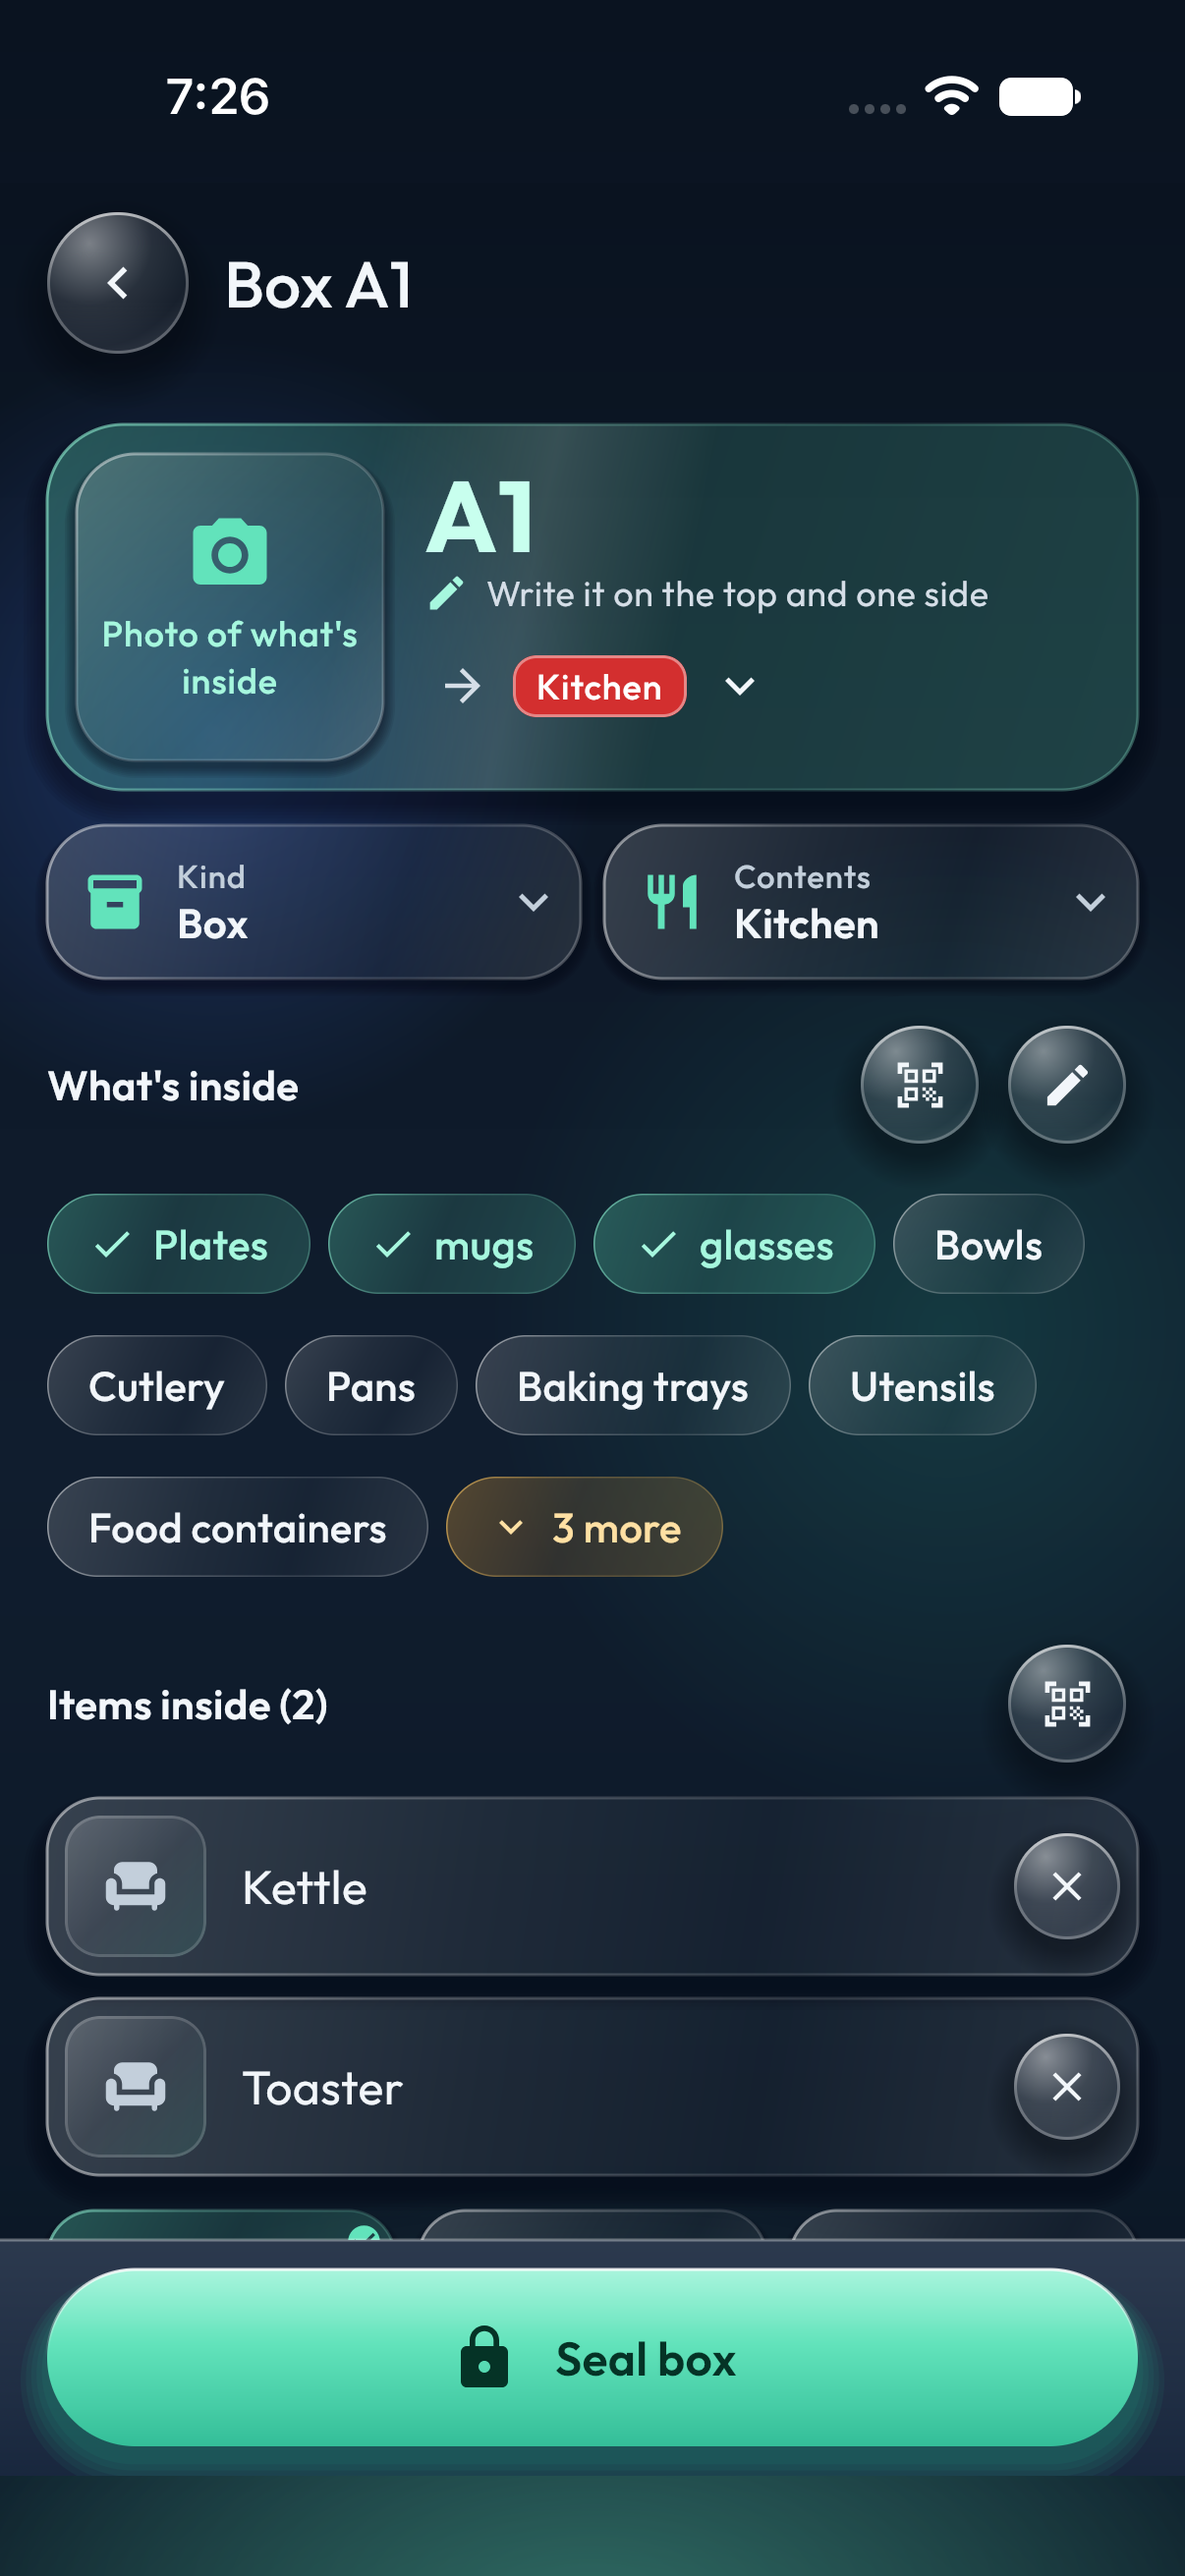 7:26
Box A1
A1
Write it on the top and one side
Photo of what's
inside
Kitchen
Kind
Box
Contents
Kitchen
What's inside
Plates
mugs
glasses
Bowls
Cutlery
Pans
Baking trays
Utensils
Food containers
3 more
Items inside (2)
Kettle
Toaster
Seal box